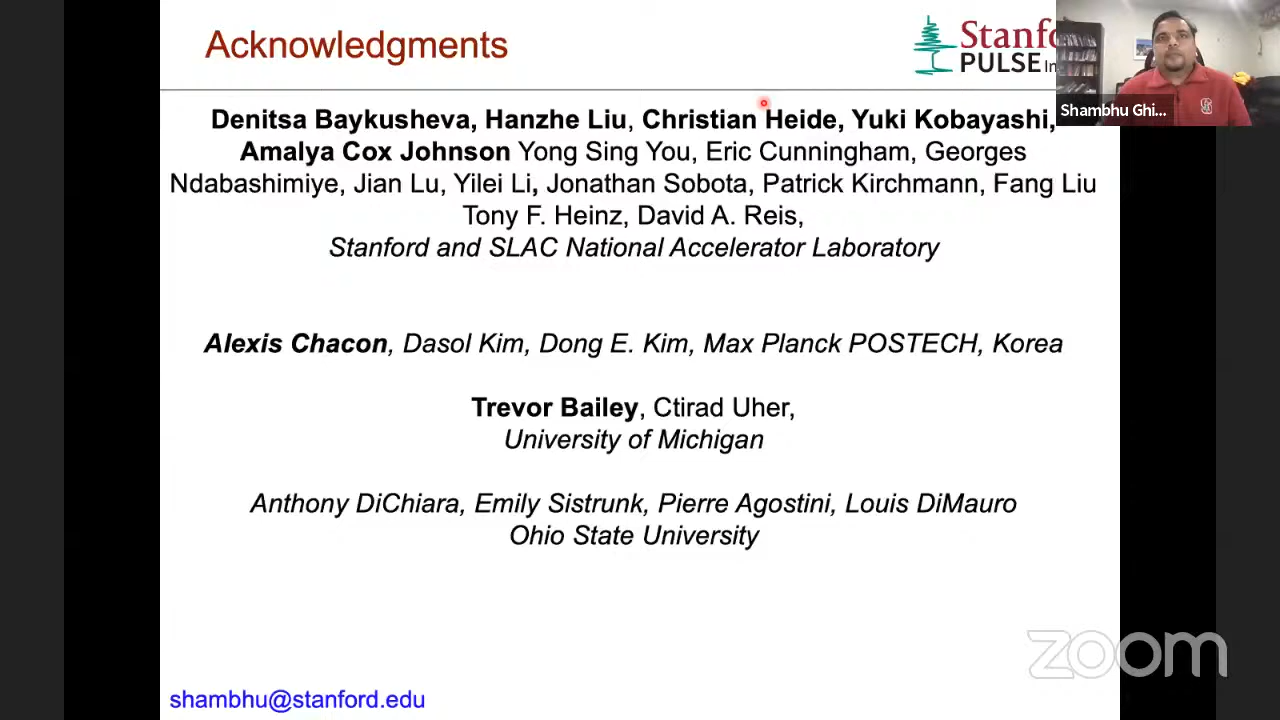 Acknowledgments
Stanf
PULSE In
Shambhu Ghi...
Denitsa Baykusheva, Hanzhe Liu, Christian Heide, Yuki Kobayashi,
Amalya Cox Johnson Yong Sing You, Eric Cunningham, Georges
Ndabashimiye, Jian Lu, Yilei Li, Jonathan Sobota, Patrick Kirchmann, Fang Liu
Tony F. Heinz, David A. Reis,
Stanford and SLAC National Accelerator Laboratory
Alexis Chacon, Dasol Kim, Dong E. Kim, Max Planck POSTECH, Korea
Trevor Bailey, Ctirad Uher,
University of Michigan
Anthony DiChiara, Emily Sistrunk, Pierre Agostini, Louis DiMauro
Ohio State University
zoom
shambhu@stanford.edu